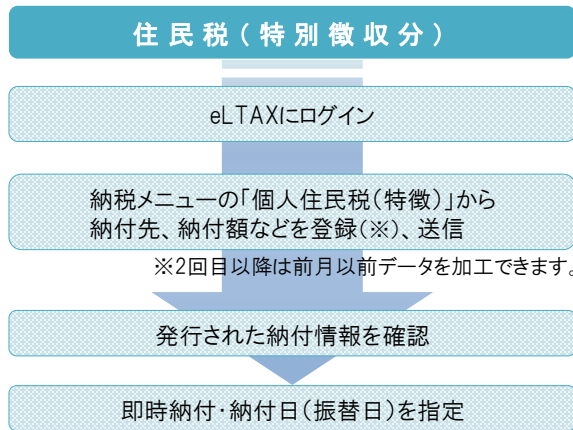 住民税(特別徴収分)
eLTAXにログイン
納税メニューの「個人住民税(特徴)」から
納付先、納付額などを登録(※)、送信
※2回目以降は前月以前データを加工できます。
発行された納付情報を確認
即時納付・納付日(振替日)を指定